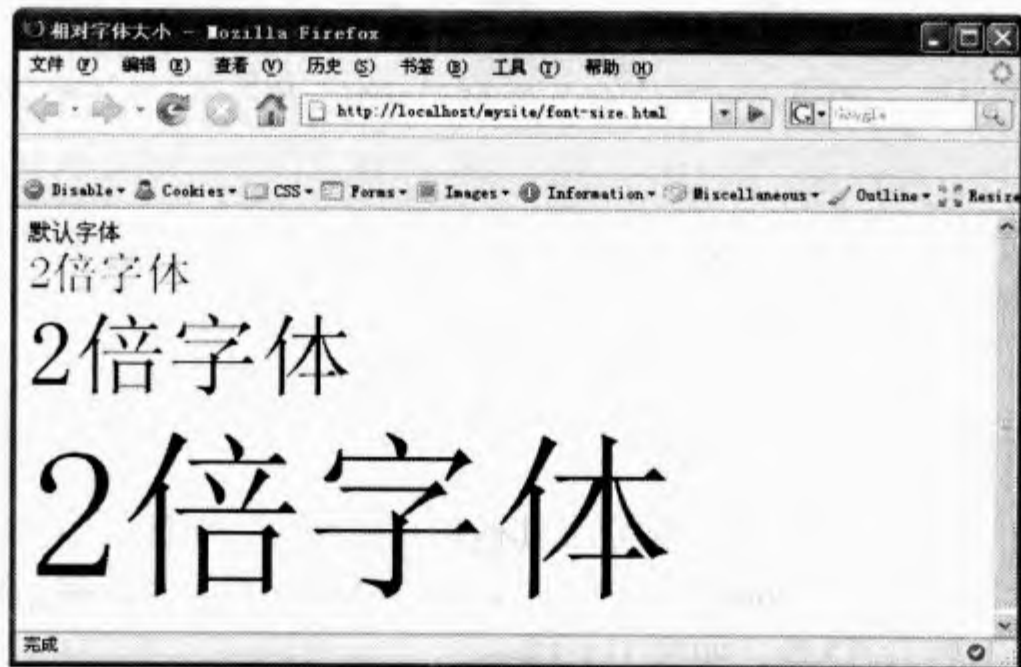 相对字体大小 - Mozilla Firefox
文件 (F) 编辑 (E) 查看 (V) 历史 (S) 书签 (B) 工具 (T) 帮助 (H)
http://localhost/mysite/font-size.html Google
Disable Cookies CSS Forms Images Information Miscellaneous Outline Resize
默认字体
2倍字体
2倍字体
2倍字体
完成